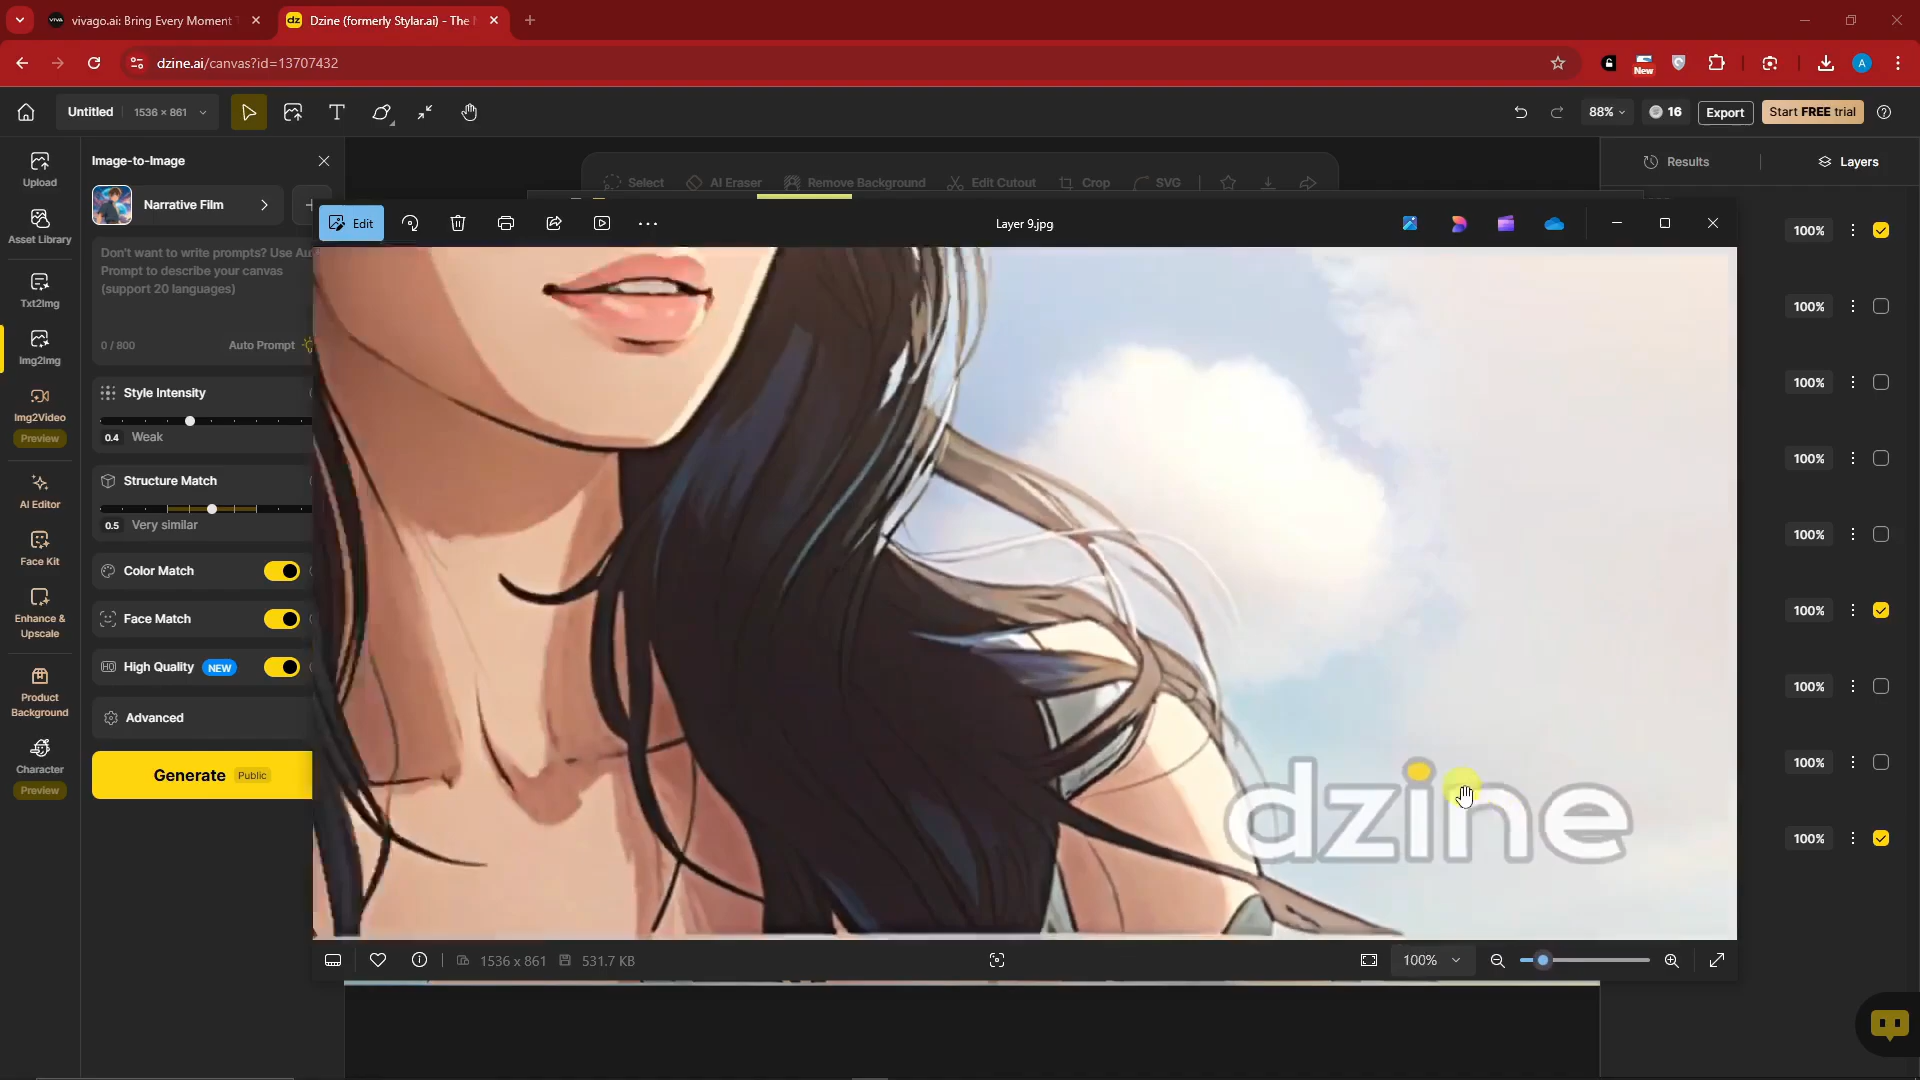 vivago.ai: Bring Every Moment
Dzine (formerly Stylar.ai) - The
dzine.ai/canvas?id=13707432
New
A
Untitled 1536 × 861
88% 16 Export Start FREE trial
Upload
Asset Library
Txt2Img
Img2Img
Img2Video
Preview
AI Editor
Face Kit
Enhance &
Upscale
Product
Background
Character
Preview
Image-to-Image
Narrative Film
Don't want to write prompts? Use Au
Prompt to describe your canvas
(support 20 languages)
0 / 800 Auto Prompt
Style Intensity
0.4 Weak
Structure Match
0.5 Very similar
Color Match
Face Match
High Quality NEW
Advanced
Generate Public
Select AI Eraser Remove Background Edit Cutout Crop SVG
Edit
Layer 9.jpg
dzine
1536 x 861 531.7 KB
100%
Results Layers
100%
100%
100%
100%
100%
100%
100%
100%
100%